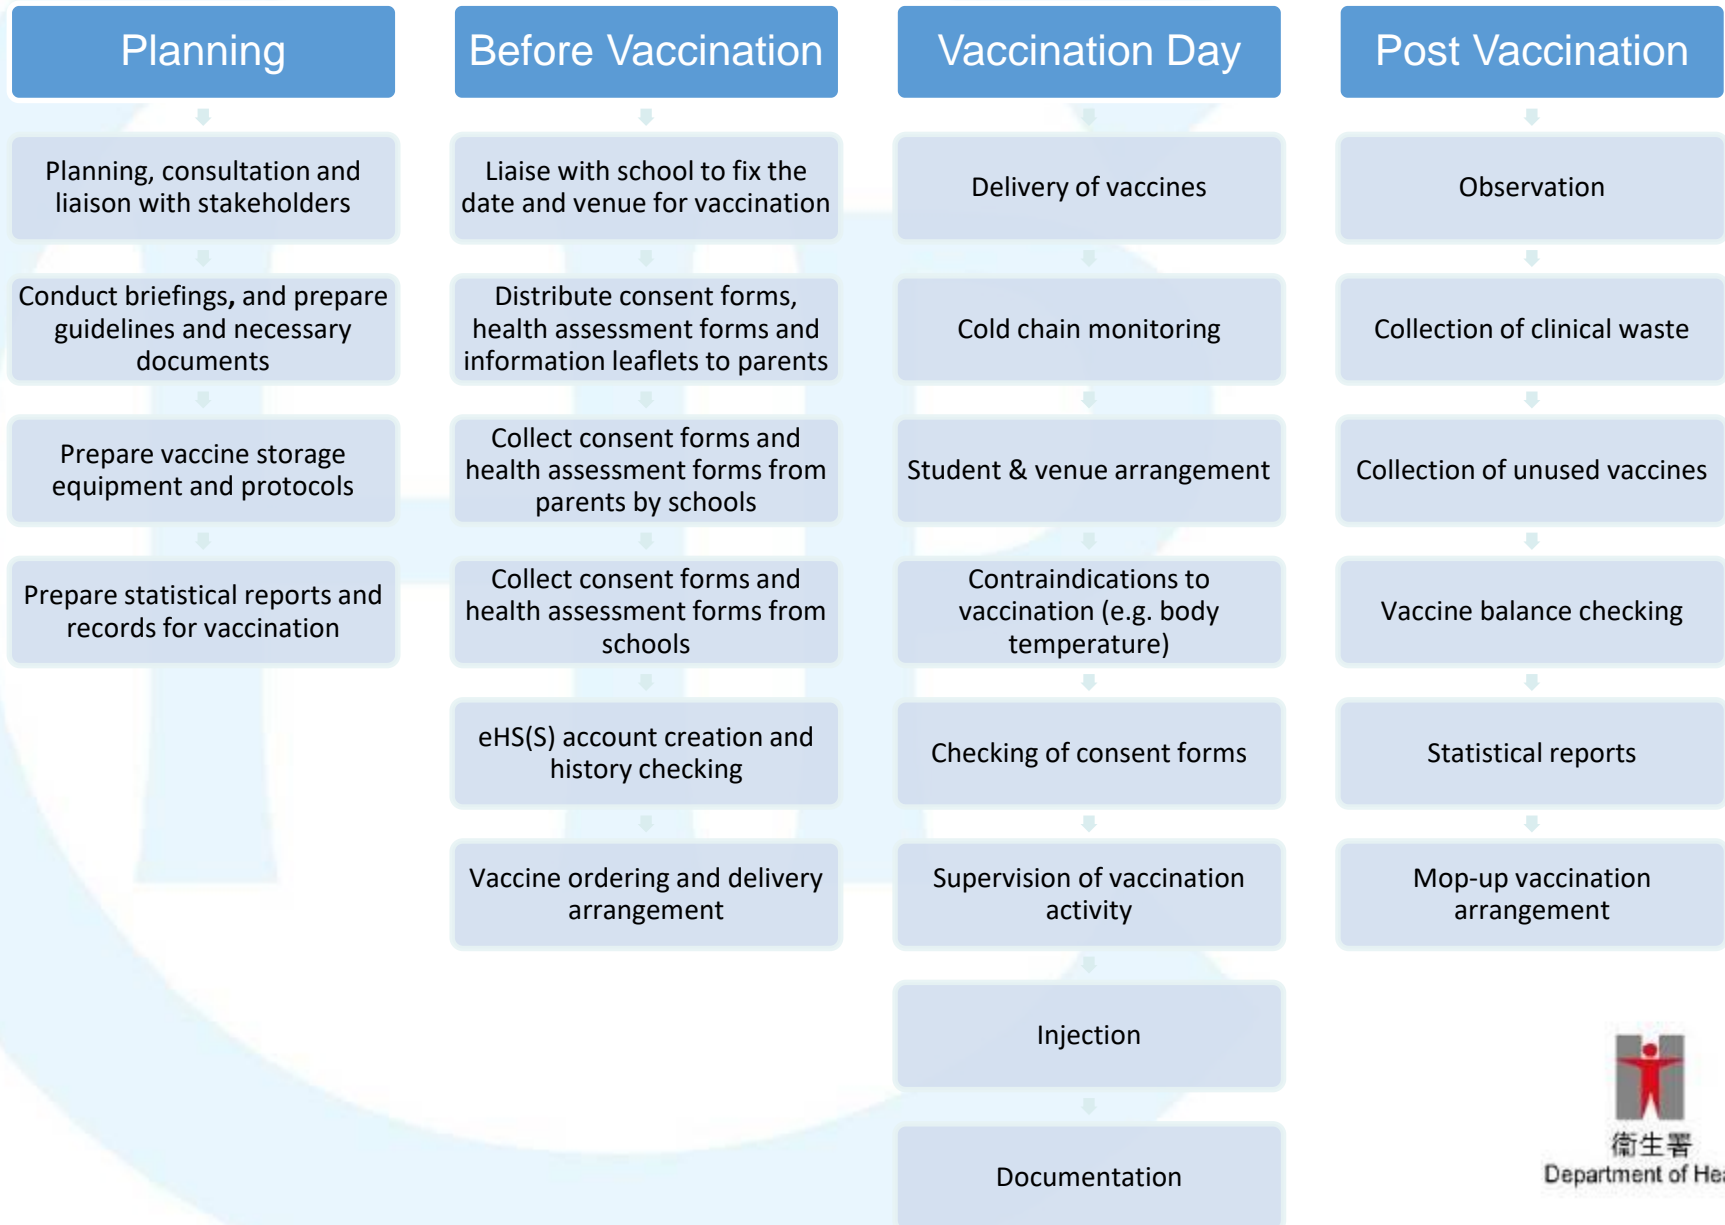 Planning
Planning, consultation and
liaison with stakeholders
Conduct briefings, and prepare
guidelines and necessary
documents
Prepare vaccine storage
equipment and protocols
Prepare statistical reports and
records for vaccination
Before Vaccination
Liaise with school to fix the
date and venue for vaccination
Distribute consent forms,
health assessment forms and
information leaflets to parents
Collect consent forms and
health assessment forms from
parents by schools
Collect consent forms and
health assessment forms from
schools
eHS(S) account creation and
history checking
Vaccine ordering and delivery
arrangement
Vaccination Day
Delivery of vaccines
Cold chain monitoring
Student & venue arrangement
Contraindications to
vaccination (e.g. body
temperature)
Checking of consent forms
Supervision of vaccination
activity
Injection
Documentation
Post Vaccination
Observation
Collection of clinical waste
Collection of unused vaccines
Vaccine balance checking
Statistical reports
Mop-up vaccination
arrangement
衞生署
Department of Hea